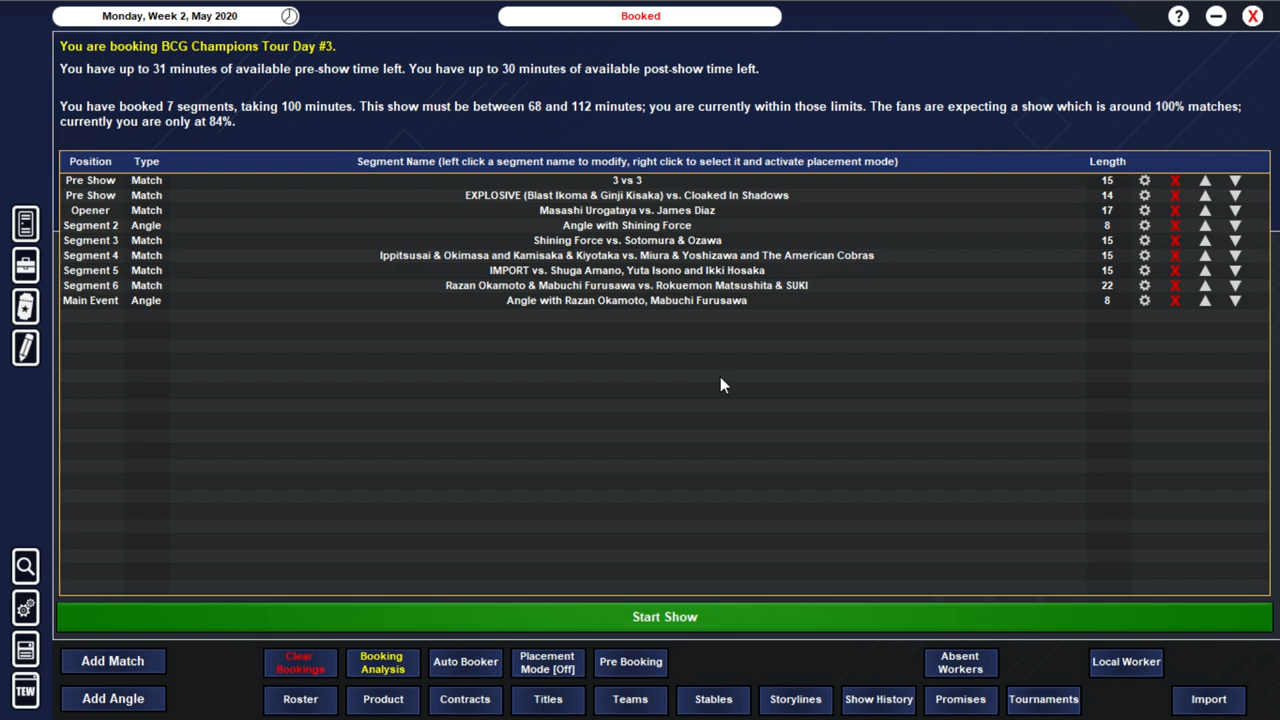 Monday, Week 2, May 2020
Booked
?
X
You are booking BCG Champions Tour Day #3.
You have up to 31 minutes of available pre-show time left. You have up to 30 minutes of available post-show time left.
You have booked 7 segments, taking 100 minutes. This show must be between 68 and 112 minutes; you are currently within those limits. The fans are expecting a show which is around 100% matches;
currently you are only at 84%.
Position Type Segment Name (left click a segment name to modify, right click to select it and activate placement mode) Length
Pre Show Match 3 vs 3 15 X
Pre Show Match EXPLOSIVE (Blast Ikoma & Ginji Kisaka) vs. Cloaked In Shadows 14 X
Opener Match Masashi Urogataya vs. James Diaz 17 X
Segment 2 Angle Angle with Shining Force 8 X
Segment 3 Match Shining Force vs. Sotomura & Ozawa 15 X
Segment 4 Match Ippitsusai & Okimasa and Kamisaka & Kiyotaka vs. Miura & Yoshizawa and The American Cobras 15 X
Segment 5 Match IMPORT vs. Shuga Amano, Yuta Isono and Ikki Hosaka 15 X
Segment 6 Match Razan Okamoto & Mabuchi Furusawa vs. Rokuemon Matsushita & SUKI 22 X
Main Event Angle Angle with Razan Okamoto, Mabuchi Furusawa 8 X
Start Show
Add Match
Clear Bookings
Booking Analysis
Auto Booker
Placement Mode [Off]
Pre Booking
Absent Workers
Local Worker
TEW
Add Angle
Roster
Product
Contracts
Titles
Teams
Stables
Storylines
Show History
Promises
Tournaments
Import